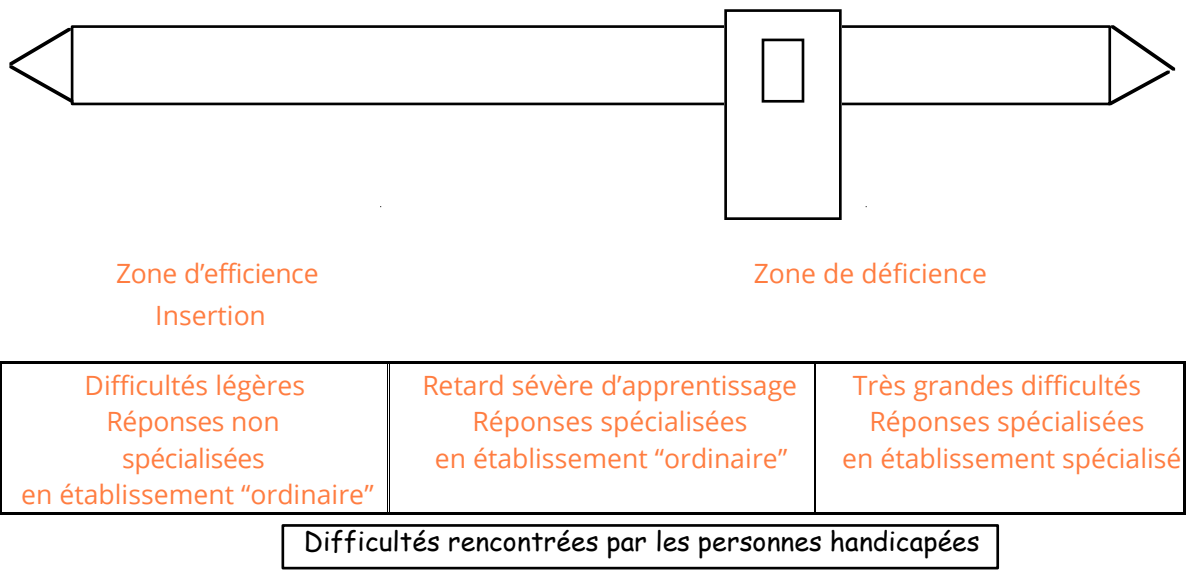 Zone d’efficience
Insertion
Zone de déficience
Difficultés légères
Réponses non
spécialisées
en établissement “ordinaire”
Retard sévère d’apprentissage
Réponses spécialisées
en établissement “ordinaire”
Très grandes difficultés
Réponses spécialisées
en établissement spécialisé
Difficultés rencontrées par les personnes handicapées